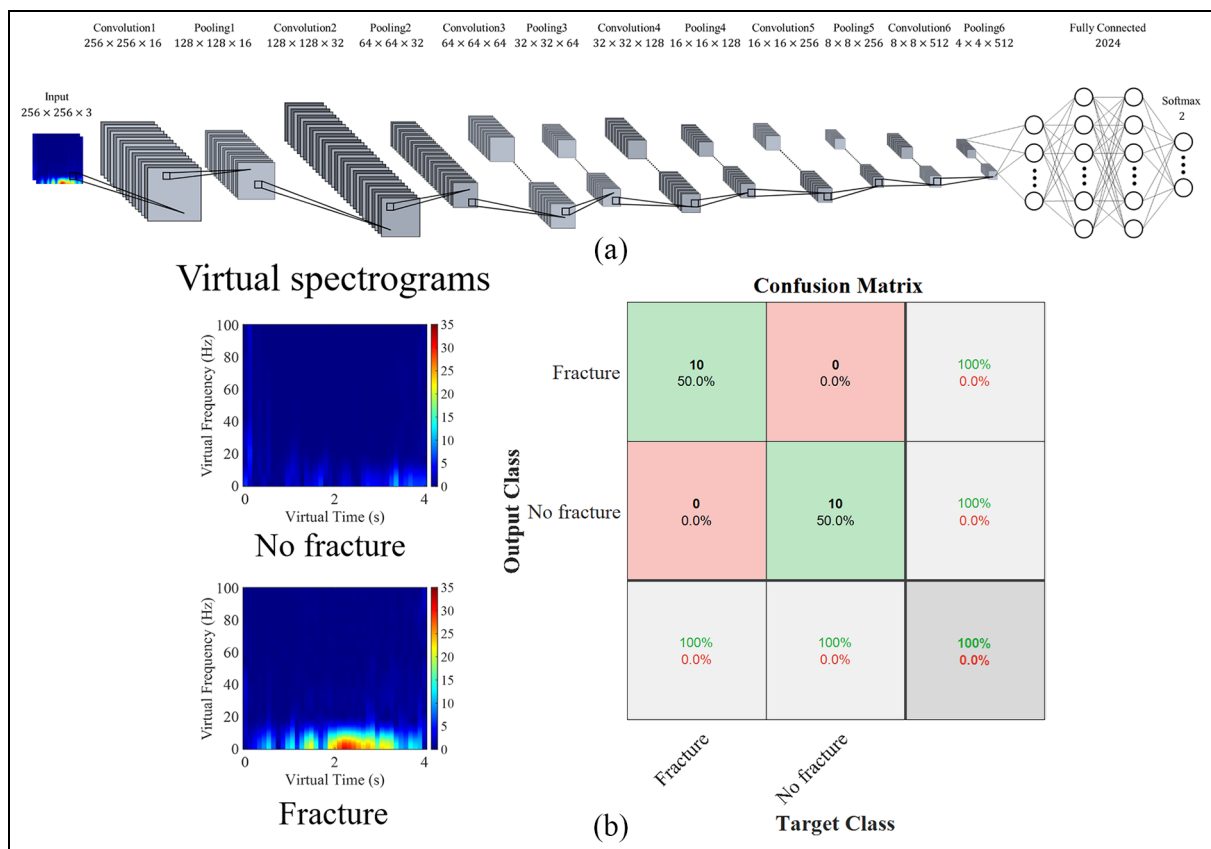 Convolution1 Pooling1 Convolution2 Pooling2 Convolution3 Pooling3 Convolution4 Pooling4 Convolution5 Pooling5 Convolution6 Pooling6 Fully Connected
256 × 256 × 16 128 × 128 × 16 128 × 128 × 32 64 × 64 × 32 64 × 64 × 64 32 × 32 × 64 32 × 32 × 128 16 × 16 × 128 16 × 16 × 256 8 × 8 × 256 8 × 8 × 512 4 × 4 × 512 2024
Input
256 × 256 × 3
Softmax
2
(a)
Virtual spectrograms
100
80
60
40
20
0
Virtual Frequency (Hz)
0 2 4
Virtual Time (s)
35
30
25
20
15
10
5
0
No fracture
100
80
60
40
20
0
Virtual Frequency (Hz)
0 2 4
Virtual Time (s)
35
30
25
20
15
10
5
0
Fracture
Confusion Matrix
Output Class
Fracture
10
50.0%
0
0.0%
100%
0.0%
No fracture
0
0.0%
10
50.0%
100%
0.0%
100%
0.0%
100%
0.0%
100%
0.0%
Fracture
No fracture
Target Class
(b)